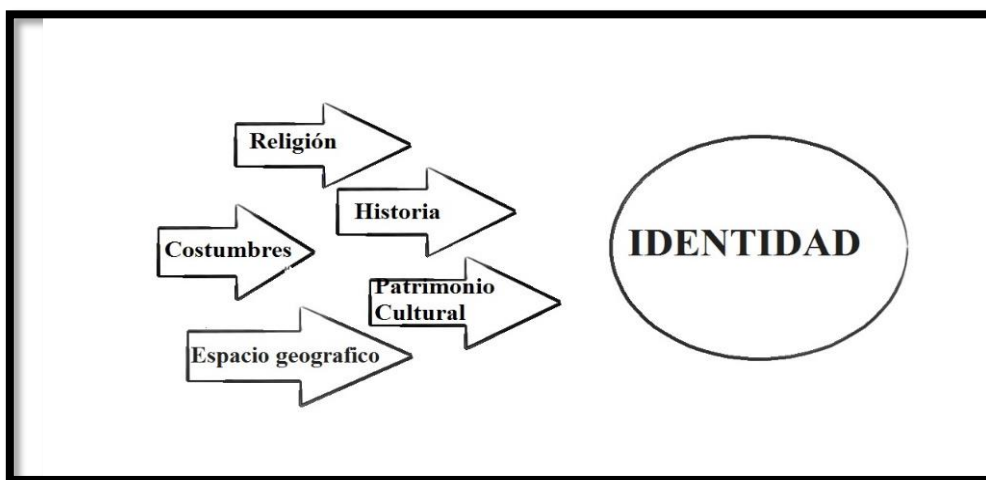 Religión
Historia
Costumbres
IDENTIDAD
Patrimonio
Cultural
Espacio geografico